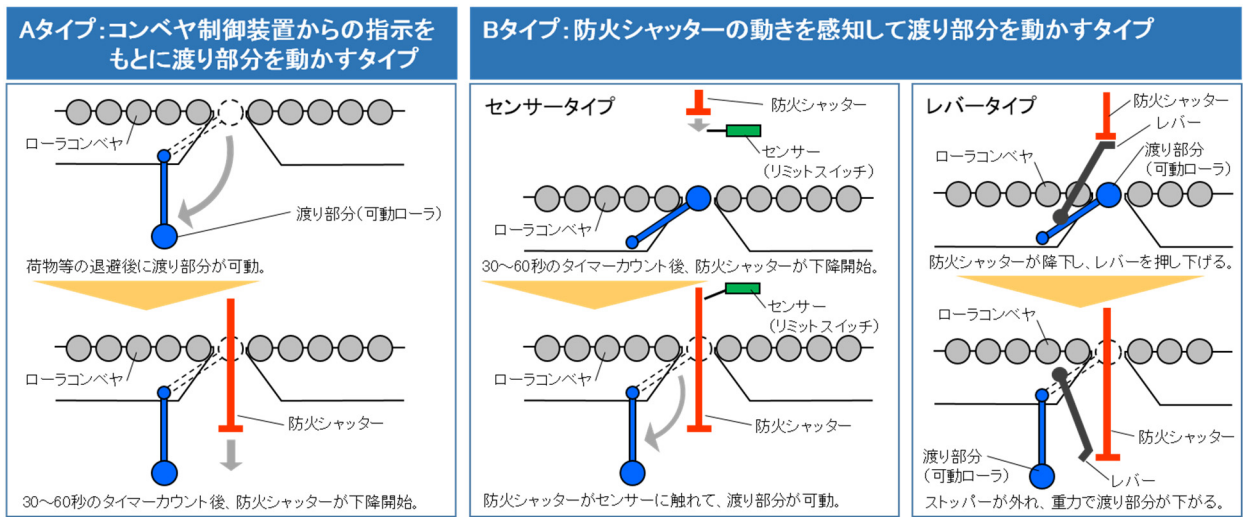 Aタイプ：コンベヤ制御装置からの指示を
もとに渡り部分を動かすタイプ
ローラコンベヤ
渡り部分(可動ローラ)
荷物等の退避後に渡り部分が可動。
ローラコンベヤ
防火シャッター
30～60秒のタイマーカウント後、防火シャッターが下降開始。
Bタイプ：防火シャッターの動きを感知して渡り部分を動かすタイプ
センサータイプ
防火シャッター
センサー
(リミットスイッチ)
ローラコンベヤ
30～60秒のタイマーカウント後、防火シャッターが下降開始。
センサー
(リミットスイッチ)
ローラコンベヤ
防火シャッター
防火シャッターがセンサーに触れて、渡り部分が可動。
レバータイプ
防火シャッター
レバー
ローラコンベヤ
渡り部分
(可動ローラ)
防火シャッターが降下し、レバーを押し下げる。
ローラコンベヤ
防火シャッター
渡り部分
(可動ローラ)
レバー
ストッパーが外れ、重力で渡り部分が下がる。